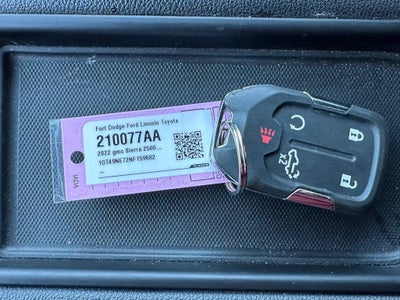 Fort Dodge Ford Lincoln Toyota
210077AA
2022 gmc Sierra 2500...
1GT49NE72NF159602